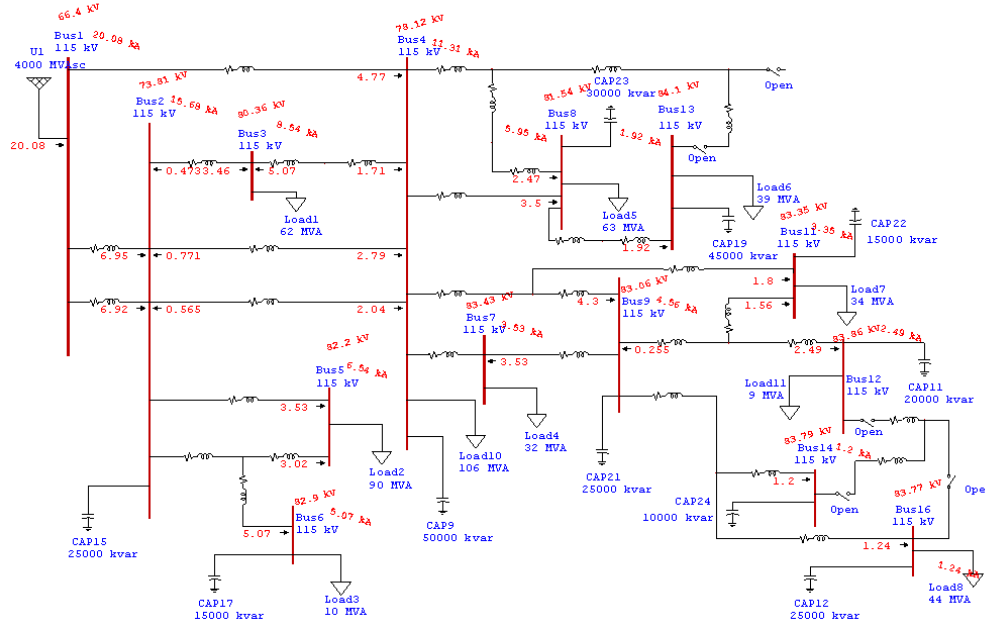 66.4 kV
20.08 kA
Bus1
115 kV
U1
4000 MVAsc
20.08
79.12 kV
11.31 kA
Bus4
115 kV
4.77
73.81 kV
15.68 kA
Bus2
115 kV
80.36 kV
8.54 kA
Bus3
115 kV
0.473
3.46
5.07
1.71
Load1
62 MVA
CAP23
30000 kvar
81.54 kV
5.95 kA
Bus8
115 kV
2.47
3.5
Load5
63 MVA
84.1 kV
1.92 kA
Bus13
115 kV
Open
Open
Load6
39 MVA
CAP19
45000 kvar
1.92
6.95
0.771
2.79
6.92
0.565
2.04
83.35 kV
3.35 kA
Bus11
115 kV
CAP22
15000 kvar
1.8
1.56
Load7
34 MVA
83.06 kV
4.56 kA
Bus9
115 kV
4.3
0.255
83.43 kV
3.53 kA
Bus7
115 kV
3.53
Load4
32 MVA
Load10
106 MVA
83.86 kV
2.49 kA
2.49
Bus12
115 kV
CAP11
20000 kvar
Load11
9 MVA
Open
82.2 kV
6.54 kA
Bus5
115 kV
3.53
3.02
Load2
90 MVA
CAP9
50000 kvar
CAP21
25000 kvar
83.79 kV
1.2 kA
Bus14
115 kV
1.2
CAP24
10000 kvar
Open
Ope
83.77 kV
Bus16
115 kV
1.24
1.24 kA
Load8
44 MVA
CAP12
25000 kvar
82.9 kV
5.07 kA
Bus6
115 kV
5.07
CAP15
25000 kvar
CAP17
15000 kvar
Load3
10 MVA